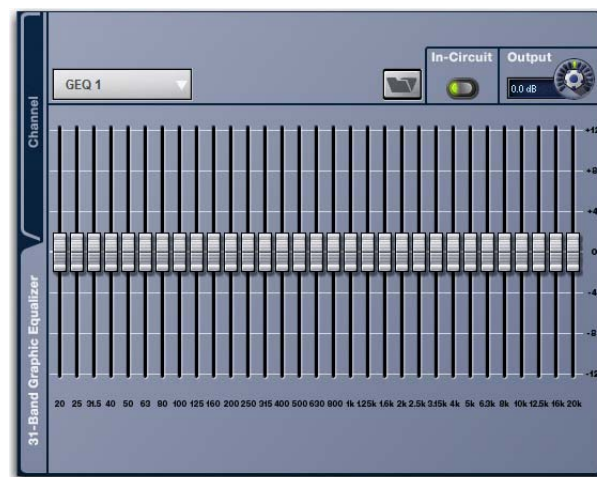 In-Circuit
Output
GEQ 1
0.0 dB
Channel
31-Band Graphic Equalizer
+12
+8
+4
0
-4
-8
-12
20 25 31.5 40 50 63 80 100 125 160 200 250 315 400 500 630 800 1k 1.25k 1.6k 2k 2.5k 3.15k 4k 5k 6.3k 8k 10k 12.5k 16k 20k